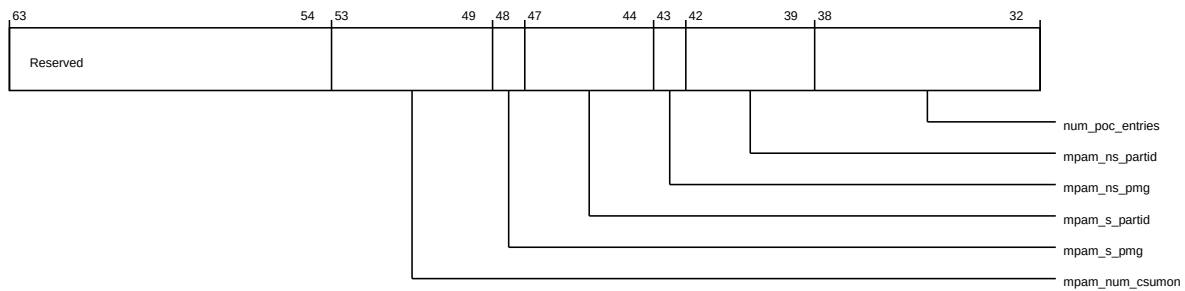 63 54 53 49 48 47 44 43 42 39 38 32
Reserved
num_poc_entries
mpam_ns_partid
mpam_ns_pmg
mpam_s_partid
mpam_s_pmg
mpam_num_csumon